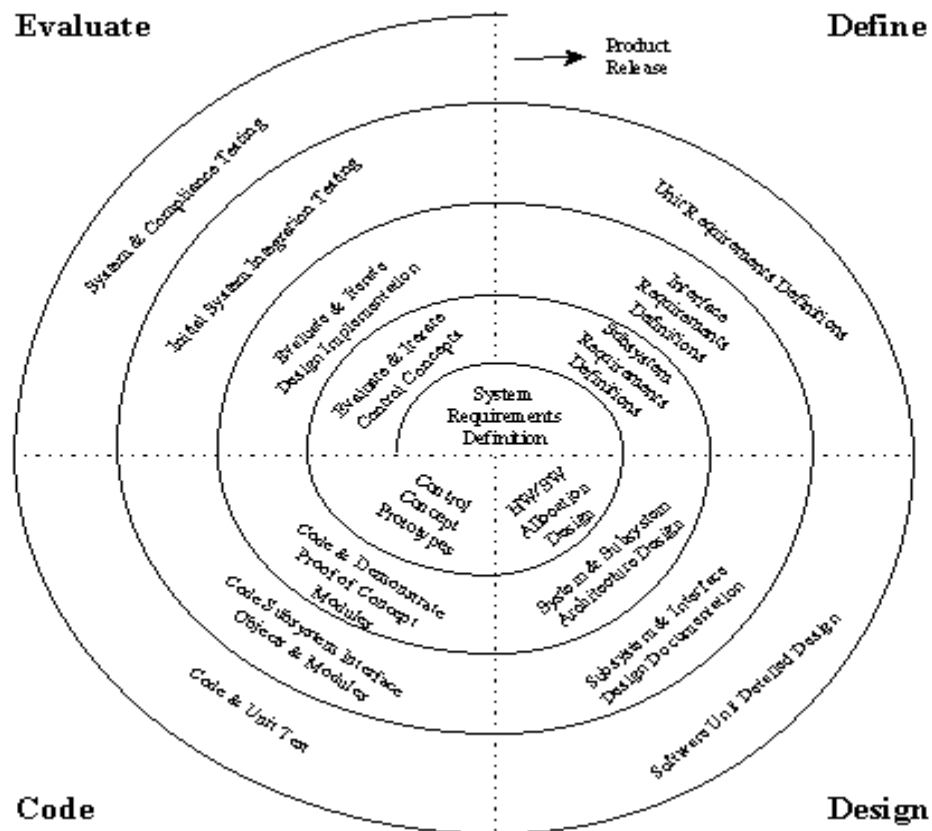 Evaluate
Define
Product
Release
System & Compliance Testing
Initial System Integration Testing
Evaluate & Iterate
Design Implementation
Evaluate & Iterate
Control Concepts
System
Requirements
Definition
Subsystem
Requirements
Definitions
Interface
Requirements
Definitions
Unit Requirements Definitions
Control
Concept
Prototypes
HW/SW
Allocation
Design
Code & Demonstrate
Proof of Concept
Modules
System & Subsystem
Architecture Design
Code Subsystem Interface
Objects & Modules
Subsystem & Interface
Design Documentation
Code & Unit Test
Software Unit Detailed Design
Code
Design